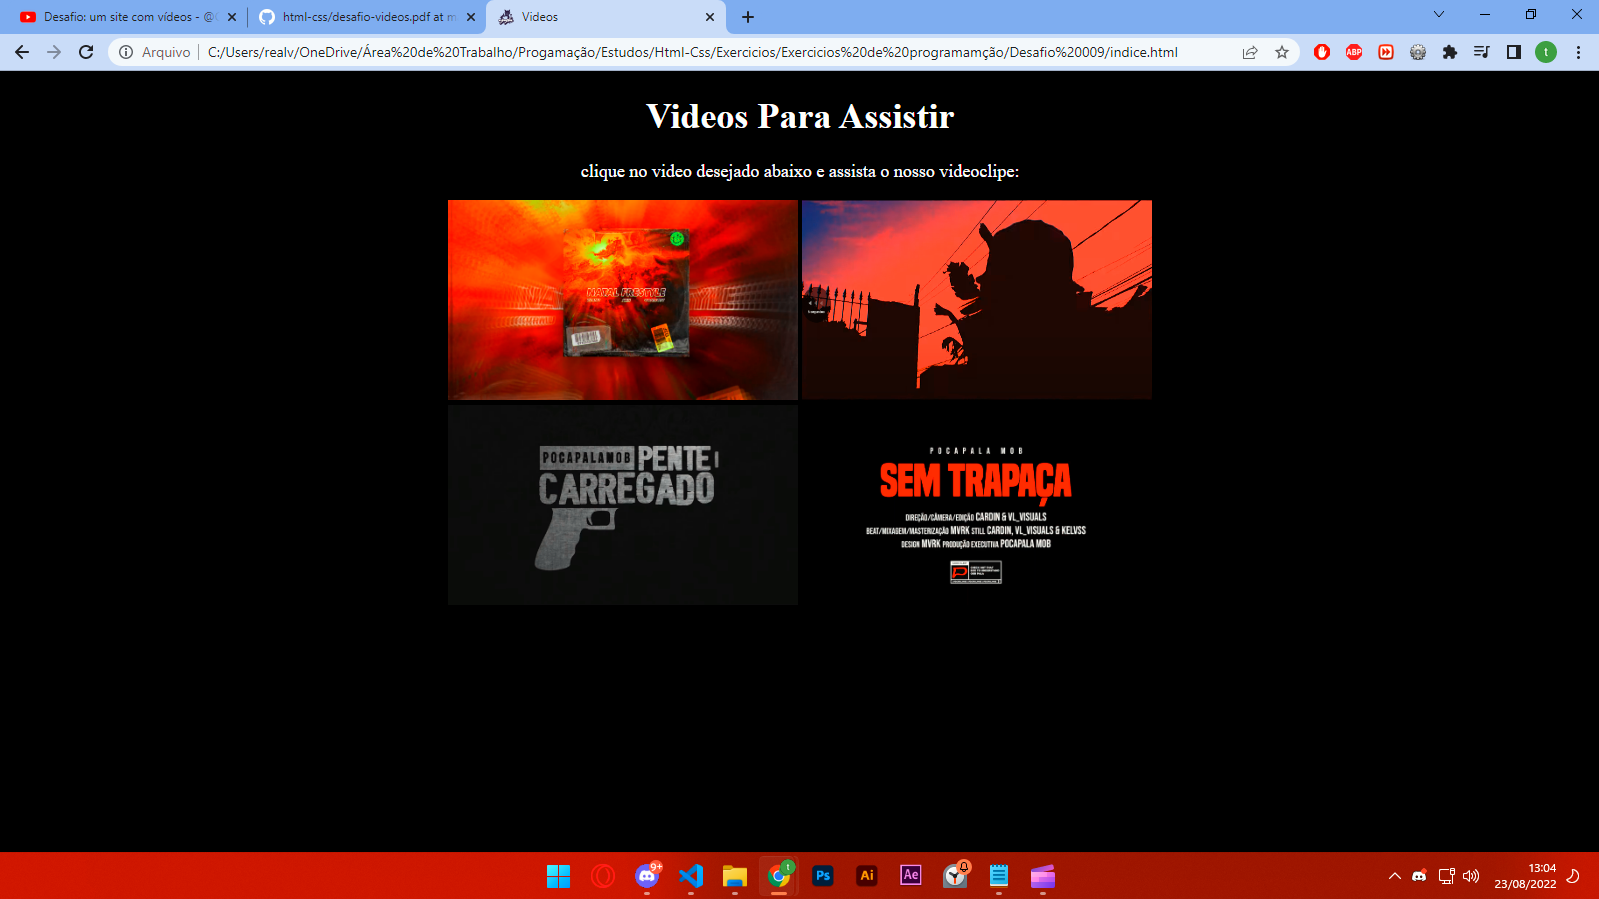 Desafio: um site com vídeos - @
html-css/desafio-videos.pdf at m
Videos
Arquivo
C:/Users/realv/OneDrive/Área%20de%20Trabalho/Progamação/Estudos/Html-Css/Exercicios/Exercicios%20de%20programamção/Desafio%20009/indice.html
ABP
t
Videos Para Assistir
clique no video desejado abaixo e assista o nosso videoclipe:
NATAL FRESTYLE
POCAPALAMOB PENTE
CARREGADO
POCAPALA MOB
SEM TRAPAÇA
DIREÇÃO/CÂMERA/EDIÇÃO CARDIN & VL_VISUALS
BEAT/MIXAGEM/MASTERIZAÇÃO MVRK STILL CARDIN, VL_VISUALS & KELVSS
DESIGN MVRK PRODUÇÃO EXECUTIVA POCAPALA MOB
9+
t
Ps
Ai
Ae
13:04
23/08/2022